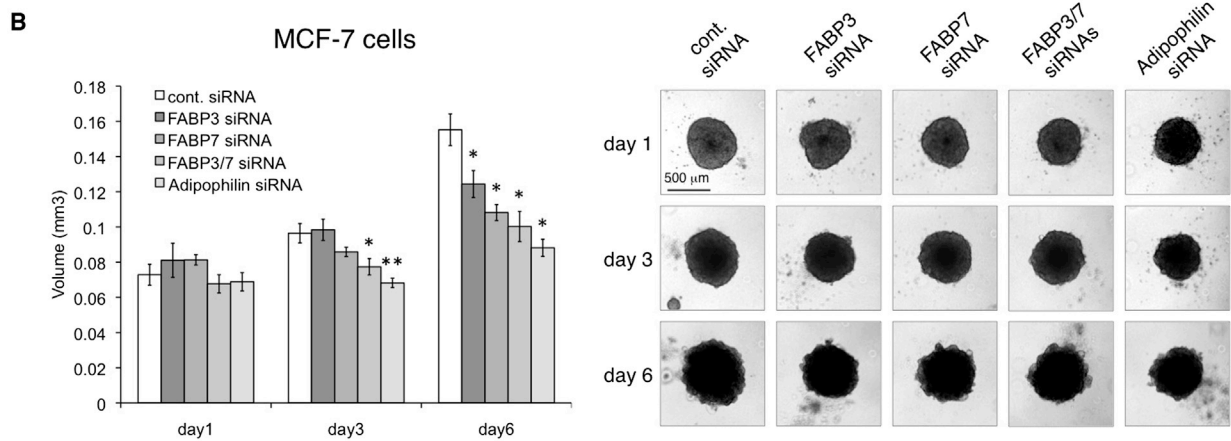 B
MCF-7 cells
Volume (mm3)
0.18
0.16
0.14
0.12
0.1
0.08
0.06
0.04
0.02
0
cont. siRNA
FABP3 siRNA
FABP7 siRNA
FABP3/7 siRNA
Adipophilin siRNA
*
**
*
*
*
*
day1
day3
day6
cont.
siRNA
FABP3
siRNA
FABP7
siRNA
FABP3/7
siRNAs
Adipophilin
siRNA
day 1
500 μm
day 3
day 6